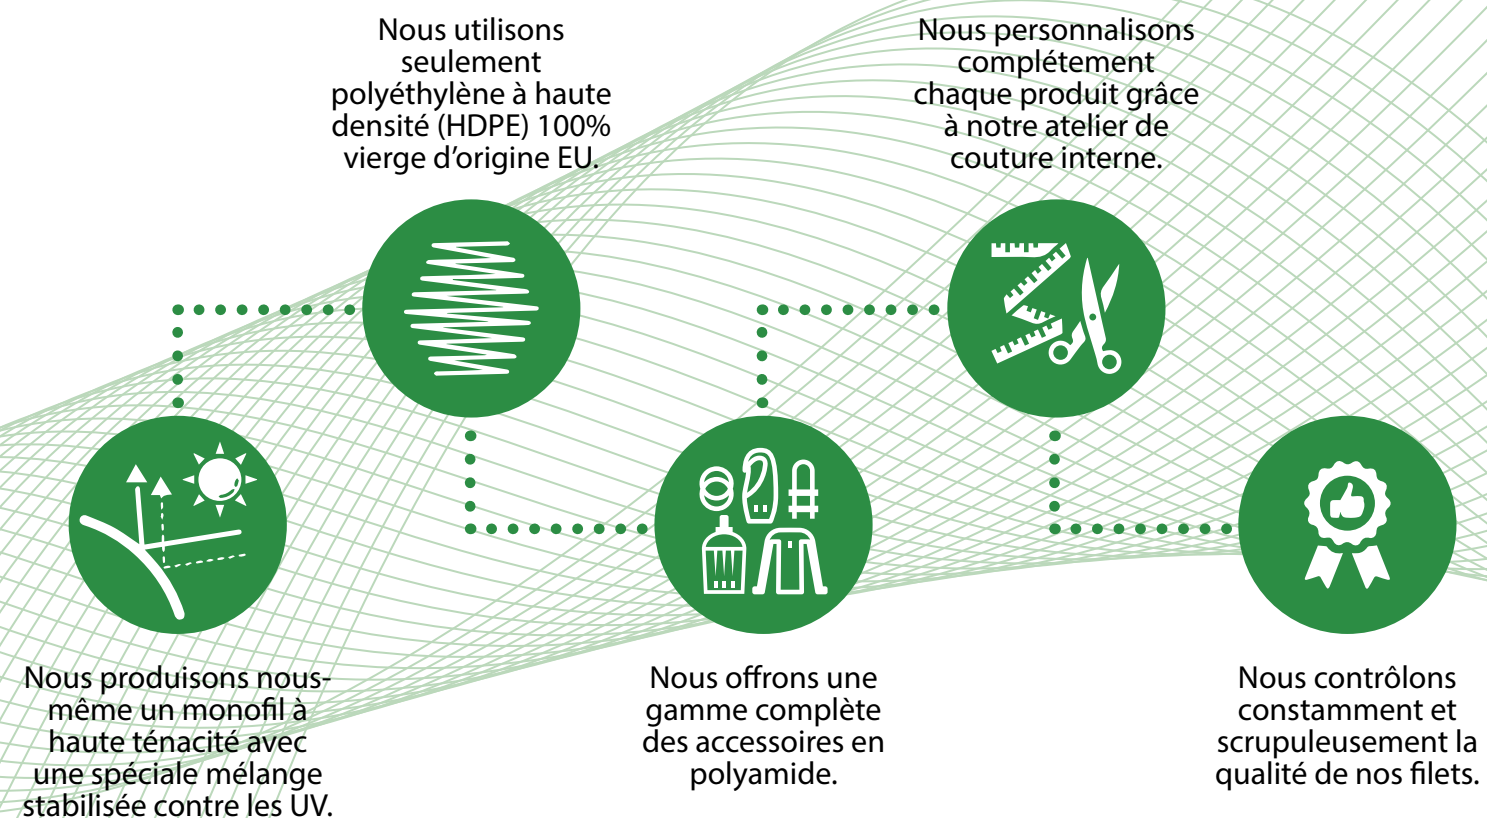 Nous utilisons
seulement
polyéthylène à haute
densité (HDPE) 100%
vierge d’origine EU.
Nous personnalisons
complétement
chaque produit grâce
à notre atelier de
couture interne.
Nous produisons nous-
même un monofil à
haute ténacité avec
une spéciale mélange
stabilisée contre les UV.
Nous offrons une
gamme complète
des accessoires en
polyamide.
Nous contrôlons
constamment et
scrupuleusement la
qualité de nos filets.